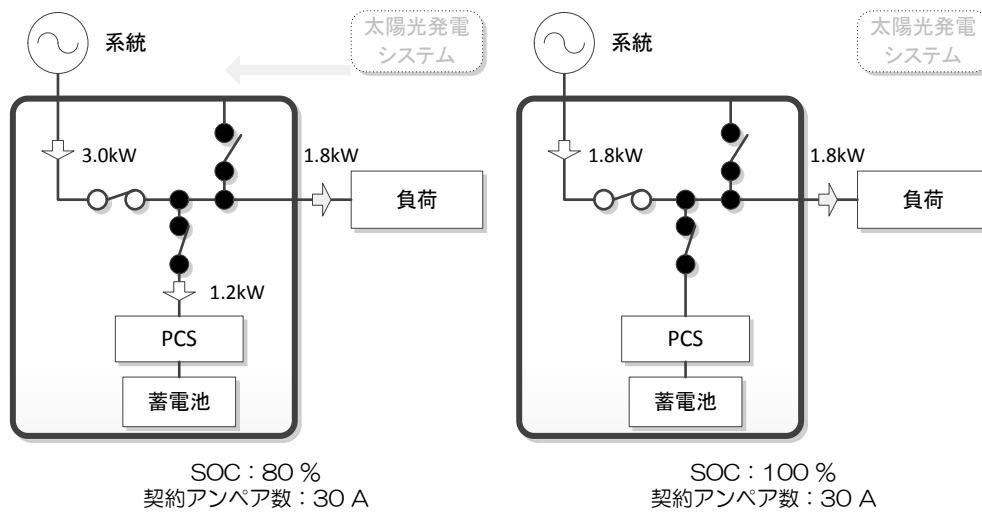 系統
太陽光発電
システム
3.0kW
1.8kW
負荷
1.2kW
PCS
蓄電池
SOC：80 %
契約アンペア数：30 A
系統
太陽光発電
システム
1.8kW
1.8kW
負荷
PCS
蓄電池
SOC：100 %
契約アンペア数：30 A